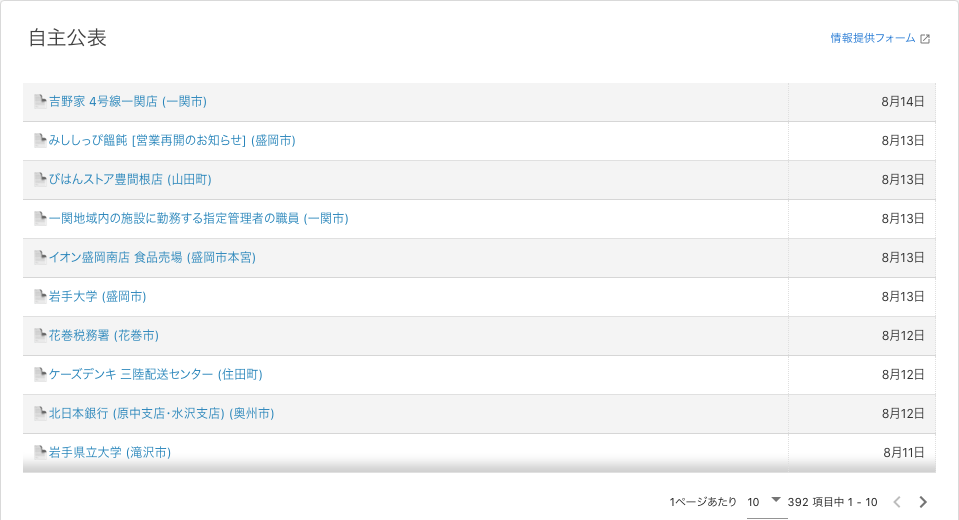 自主公表
情報提供フォーム
吉野家 4号線一関店 (一関市) 8月14日
みししっぴ饂飩 [営業再開のお知らせ] (盛岡市) 8月13日
びはんストア豊間根店 (山田町) 8月13日
一関地域内の施設に勤務する指定管理者の職員 (一関市) 8月13日
イオン盛岡南店 食品売場 (盛岡市本宮) 8月13日
岩手大学 (盛岡市) 8月13日
花巻税務署 (花巻市) 8月12日
ケーズデンキ 三陸配送センター (住田町) 8月12日
北日本銀行 (原中支店･水沢支店) (奥州市) 8月12日
岩手県立大学 (滝沢市) 8月11日
1ページあたり 10 392 項目中 1 - 10